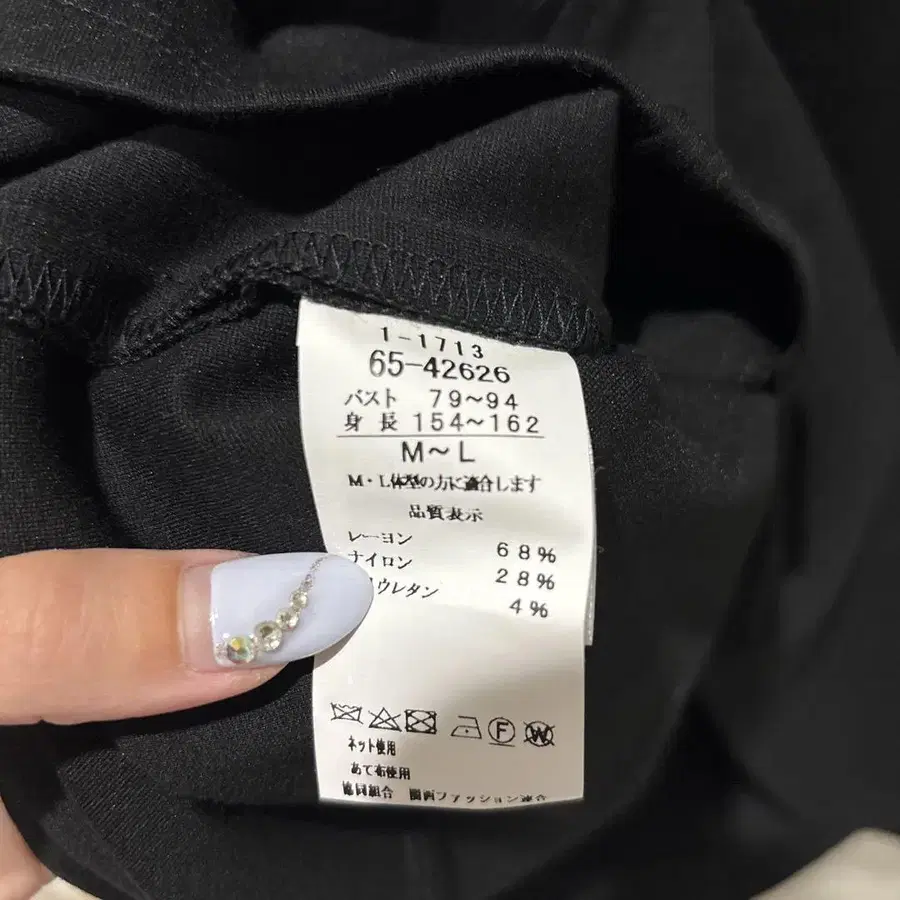 1-1713
65-42626
バスト 79～94
身長 154～162
M～L
M・L体型の方に適合します
品質表示
レーヨン 68%
ナイロン 28%
ウレタン 4%
F W
ネット使用
あて布使用
協同組合 関西ファッション連合